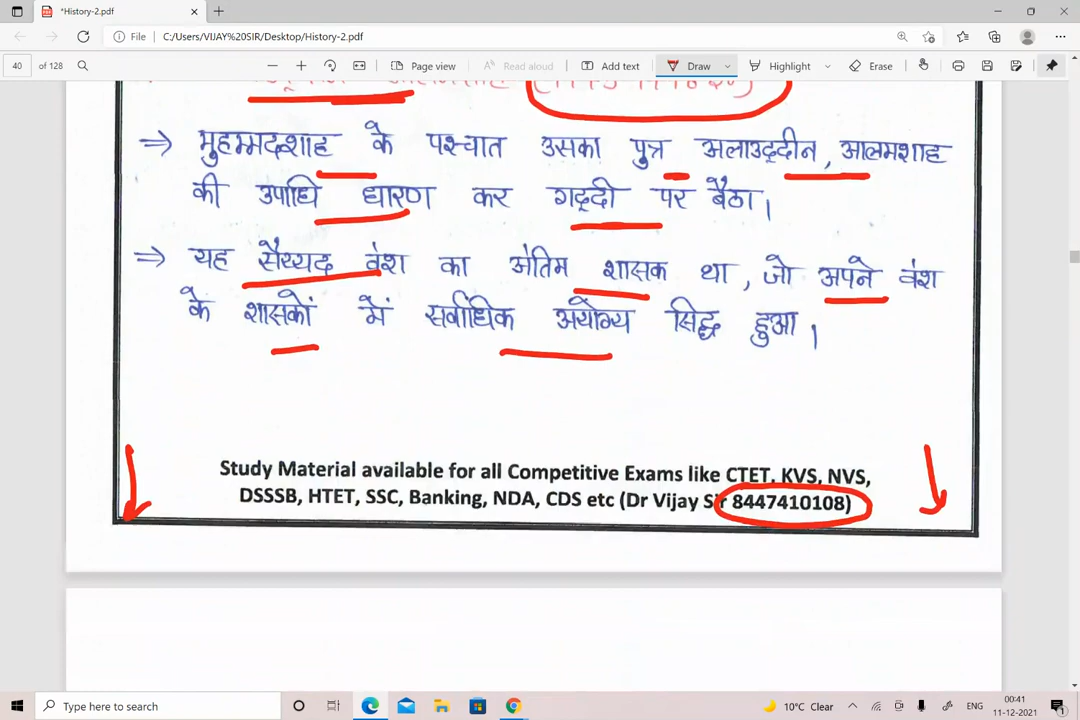 *History-2.pdf
File C:/Users/VIJAY%20SIR/Desktop/History-2.pdf
40 of 128 Page view Read aloud Add text Draw Highlight Erase
⇒ मुहम्मदशाह के पश्चात उसका पुत्र अलाउद्दीन, आलमशाह
की उपाधि धारण कर गद्दी पर बैठा।
⇒ यह सैय्यद वंश का अंतिम शासक था, जो अपने वंश
के शासकों में सर्वाधिक अयोग्य सिद्ध हुआ।
Study Material available for all Competitive Exams like CTET, KVS, NVS,
DSSSB, HTET, SSC, Banking, NDA, CDS etc (Dr Vijay Sir 8447410108)
Type here to search 10°C Clear ENG 00:41
11-12-2021